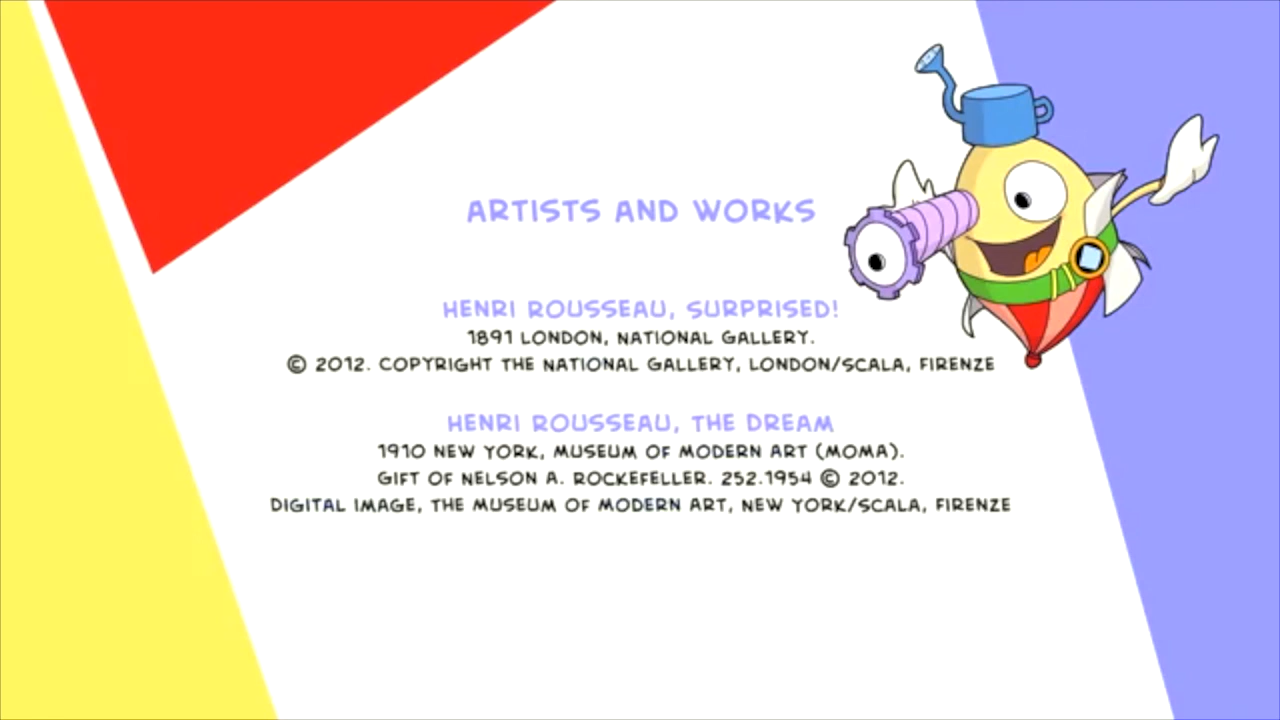 ARTISTS AND WORKS
HENRI ROUSSEAU, SURPRISED!
1891 LONDON, NATIONAL GALLERY.
© 2012. COPYRIGHT THE NATIONAL GALLERY, LONDON/SCALA, FIRENZE
HENRI ROUSSEAU, THE DREAM
1910 NEW YORK, MUSEUM OF MODERN ART (MOMA).
GIFT OF NELSON A. ROCKEFELLER. 252.1954 © 2012.
DIGITAL IMAGE, THE MUSEUM OF MODERN ART, NEW YORK/SCALA, FIRENZE